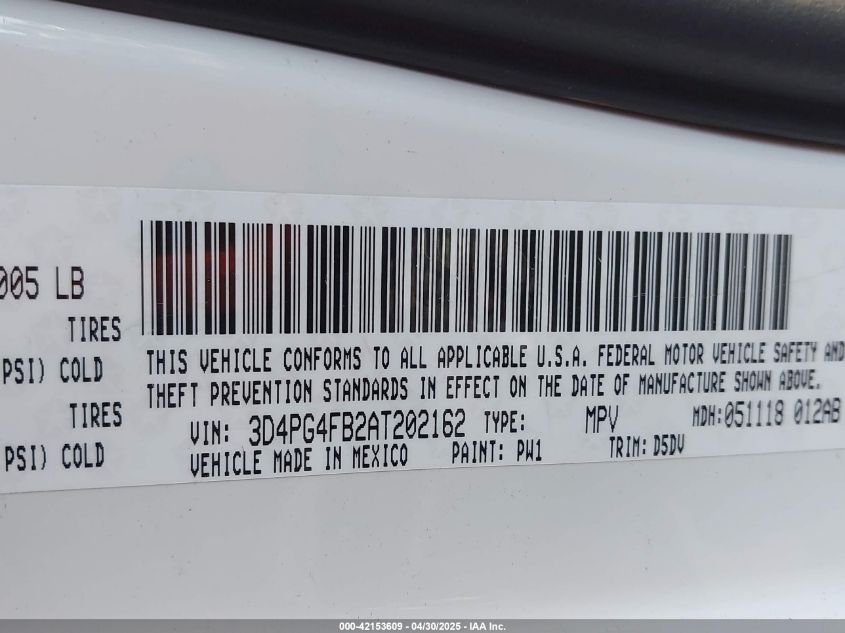 005 LB
TIRES
PSI) COLD
TIRES
PSI) COLD
THIS VEHICLE CONFORMS TO ALL APPLICABLE U.S.A. FEDERAL MOTOR VEHICLE SAFETY AND
THEFT PREVENTION STANDARDS IN EFFECT ON THE DATE OF MANUFACTURE SHOWN ABOVE.
VIN: 3D4PG4FB2AT202162 TYPE: MPV MDH:051118 012AB
VEHICLE MADE IN MEXICO PAINT: PW1 TRIM: D5DV
000-42153609 - 04/30/2025 - IAA Inc.